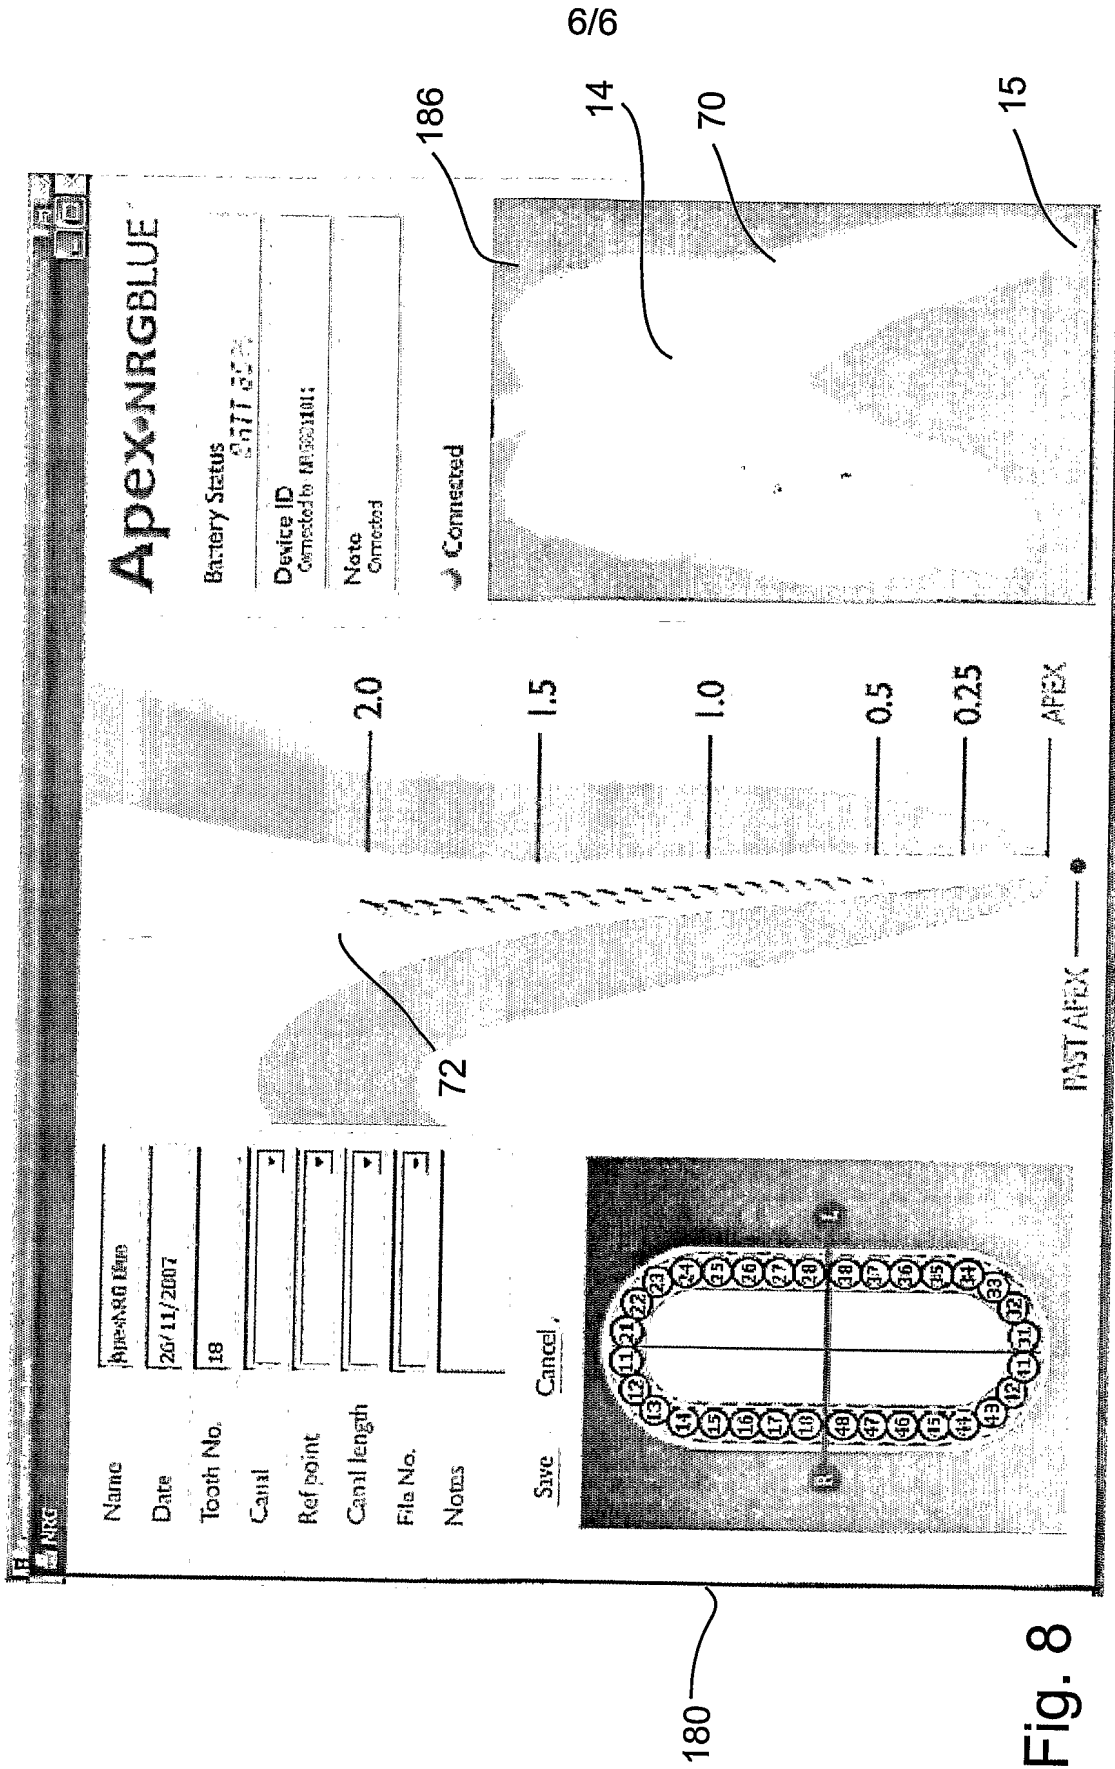 6/6
NRG
Name
Date 26/11/2007
Tooth No. 18
Canal
Ref point
Canal length
File No.
Notes
Save Cancel
11 12 13 14 15 16 17 18
21 22 23 24 25 26 27 28
48 47 46 45 44 43 42 41
38 37 36 35 34 33 32 31
R L
72
2.0
1.5
1.0
0.5
0.25
APEX
PAST APEX
Apex•NRGBLUE
Battery Status
Device ID
Connected to
Note
Connected
Connected
186
14
70
15
180
Fig. 8